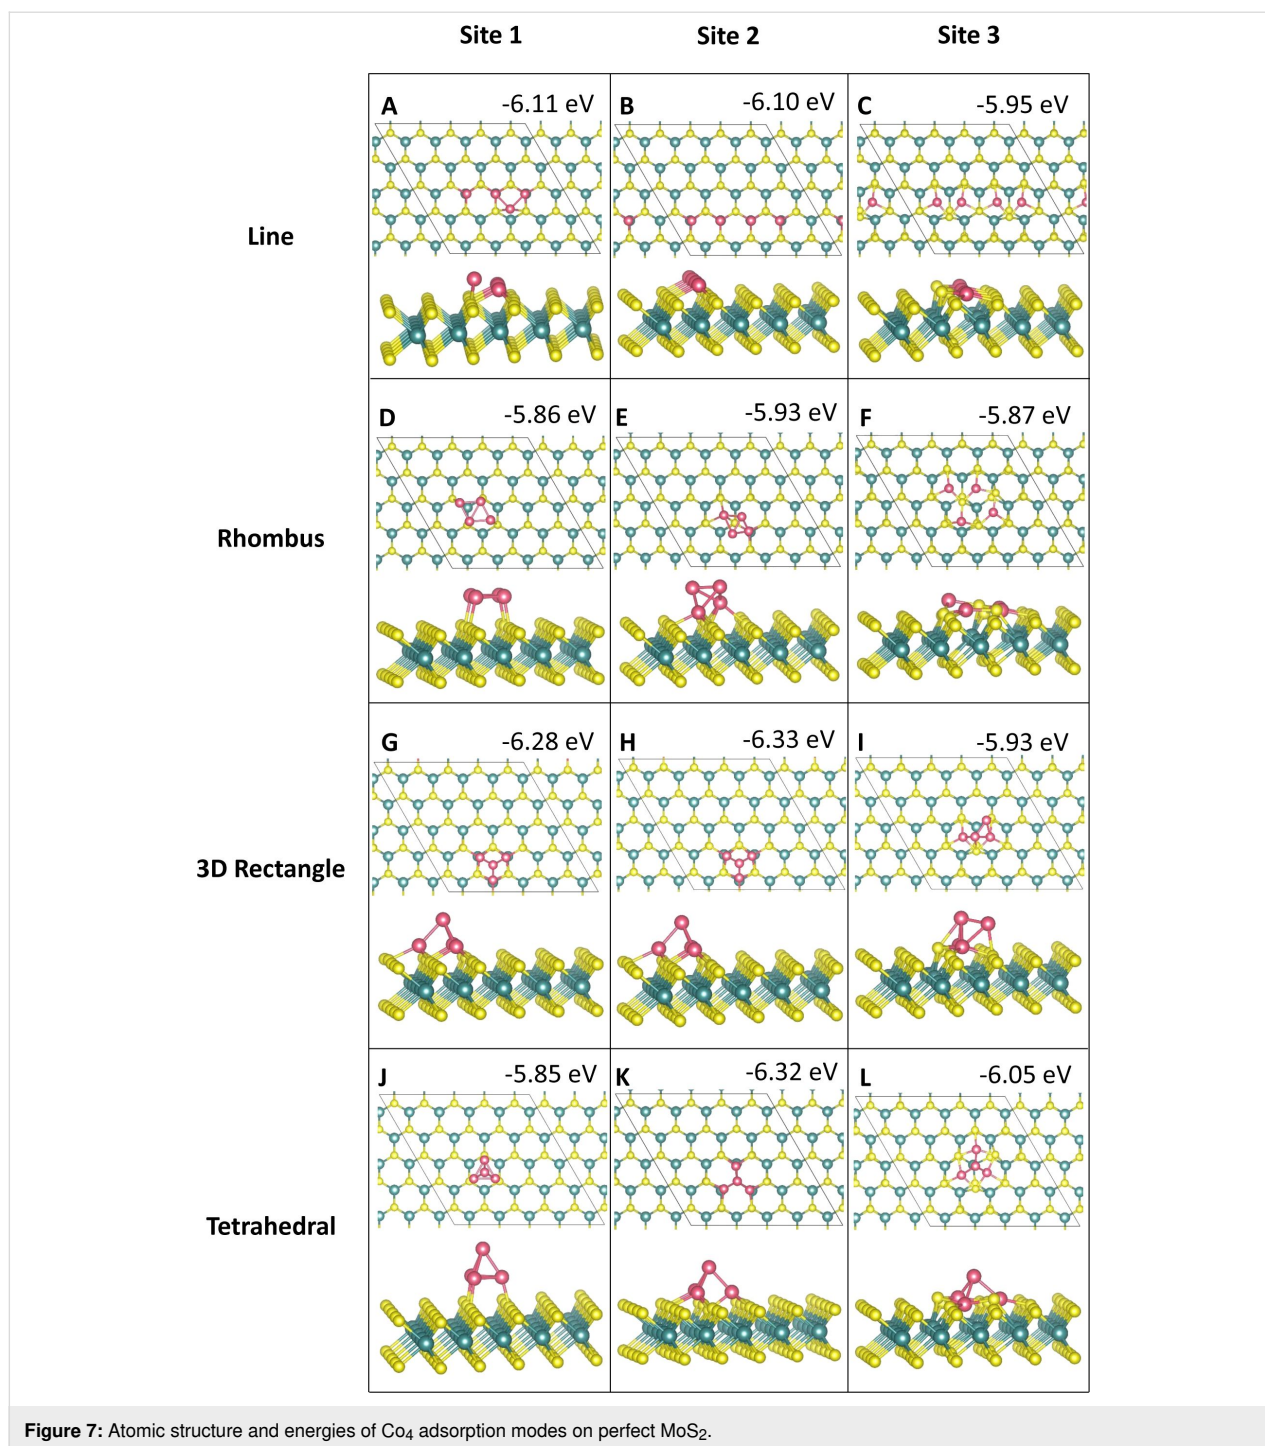 Site 1 Site 2 Site 3
A -6.11 eV B -6.10 eV C -5.95 eV
Line
D -5.86 eV E -5.93 eV F -5.87 eV
Rhombus
G -6.28 eV H -6.33 eV I -5.93 eV
3D Rectangle
J -5.85 eV K -6.32 eV L -6.05 eV
Tetrahedral
Figure 7: Atomic structure and energies of Co4 adsorption modes on perfect MoS2.